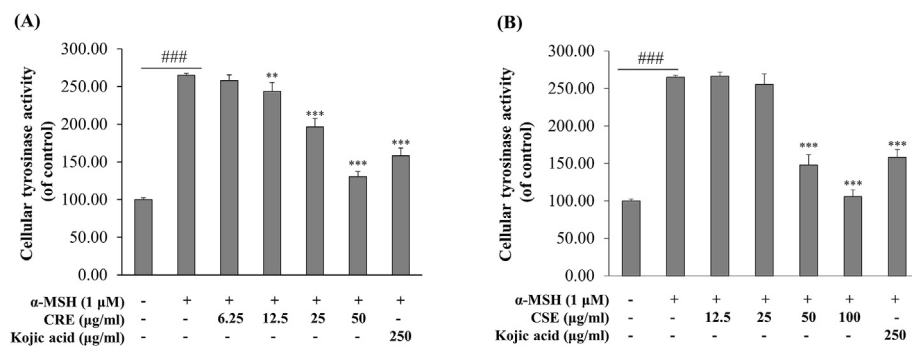 (A)
Cellular tyrosinase activity
(of control)
300.00
250.00
200.00
150.00
100.00
50.00
0.00
###
**
***
***
***
α-MSH (1 μM) - + + + + + +
CRE (μg/ml) - - 6.25 12.5 25 50 -
Kojic acid (μg/ml) - - - - - - 250
(B)
Cellular tyrosinase activity
(of control)
300.00
250.00
200.00
150.00
100.00
50.00
0.00
###
***
***
***
α-MSH (1 μM) - + + + + + +
CSE (μg/ml) - - 12.5 25 50 100 -
Kojic acid (μg/ml) - - - - - - 250